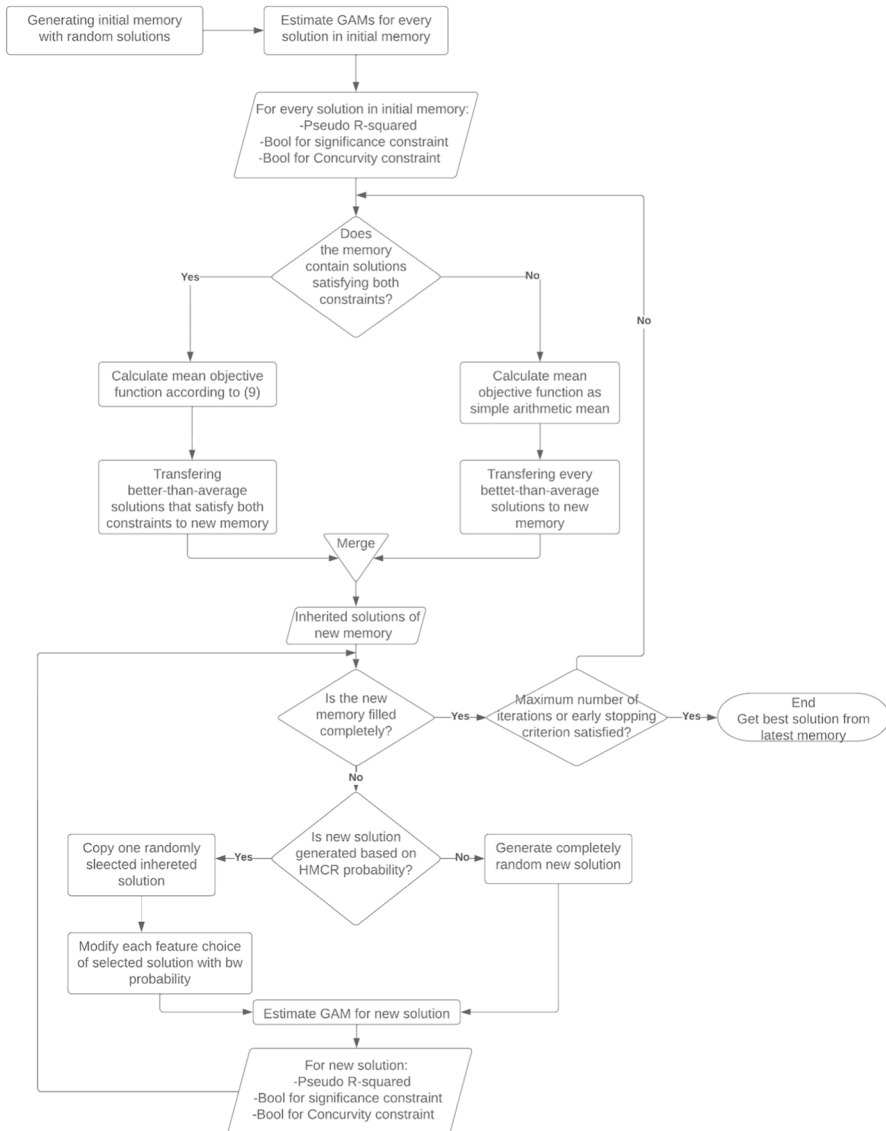 Generating initial memory
with random solutions
Estimate GAMs for every
solution in initial memory
For every solution in initial memory:
-Pseudo R-squared
-Bool for significance constraint
-Bool for Concurvity constraint
Does
the memory
contain solutions
satisfying both
constraints?
Yes
No
No
Calculate mean objective
function according to (9)
Calculate mean
objective function as
simple arithmetic mean
Transfering
better-than-average
solutions that satisfy both
constraints to new memory
Transfering every
bettet-than-average
solutions to new
memory
Merge
Inherited solutions of
new memory
Is the new
memory filled
completely?
Yes
Maximum number of
iterations or early stopping
criterion satisfied?
Yes
End
Get best solution from
latest memory
No
Is new solution
generated based on
HMCR probability?
Yes
No
Copy one randomly
sleected inhereted
solution
Generate completely
random new solution
Modify each feature choice
of selected solution with bw
probability
Estimate GAM for new solution
For new solution:
-Pseudo R-squared
-Bool for significance constraint
-Bool for Concurvity constraint